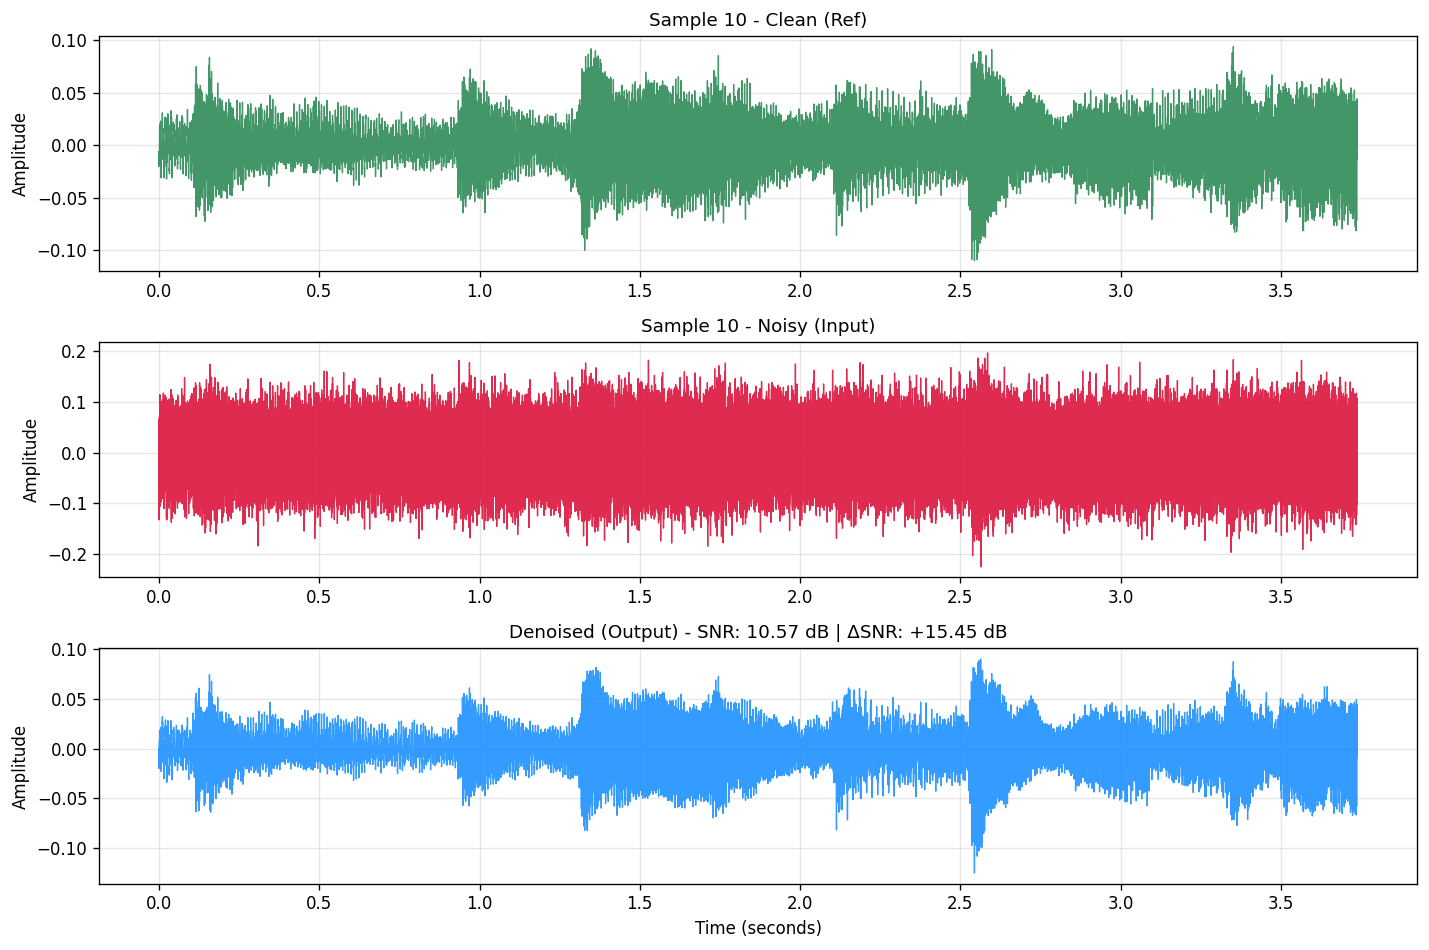 Sample 10 - Clean (Ref)
Amplitude
0.10
0.05
0.00
−0.05
−0.10
0.0 0.5 1.0 1.5 2.0 2.5 3.0 3.5
Sample 10 - Noisy (Input)
Amplitude
0.2
0.1
0.0
−0.1
−0.2
0.0 0.5 1.0 1.5 2.0 2.5 3.0 3.5
Denoised (Output) - SNR: 10.57 dB | ΔSNR: +15.45 dB
Amplitude
0.10
0.05
0.00
−0.05
−0.10
0.0 0.5 1.0 1.5 2.0 2.5 3.0 3.5
Time (seconds)